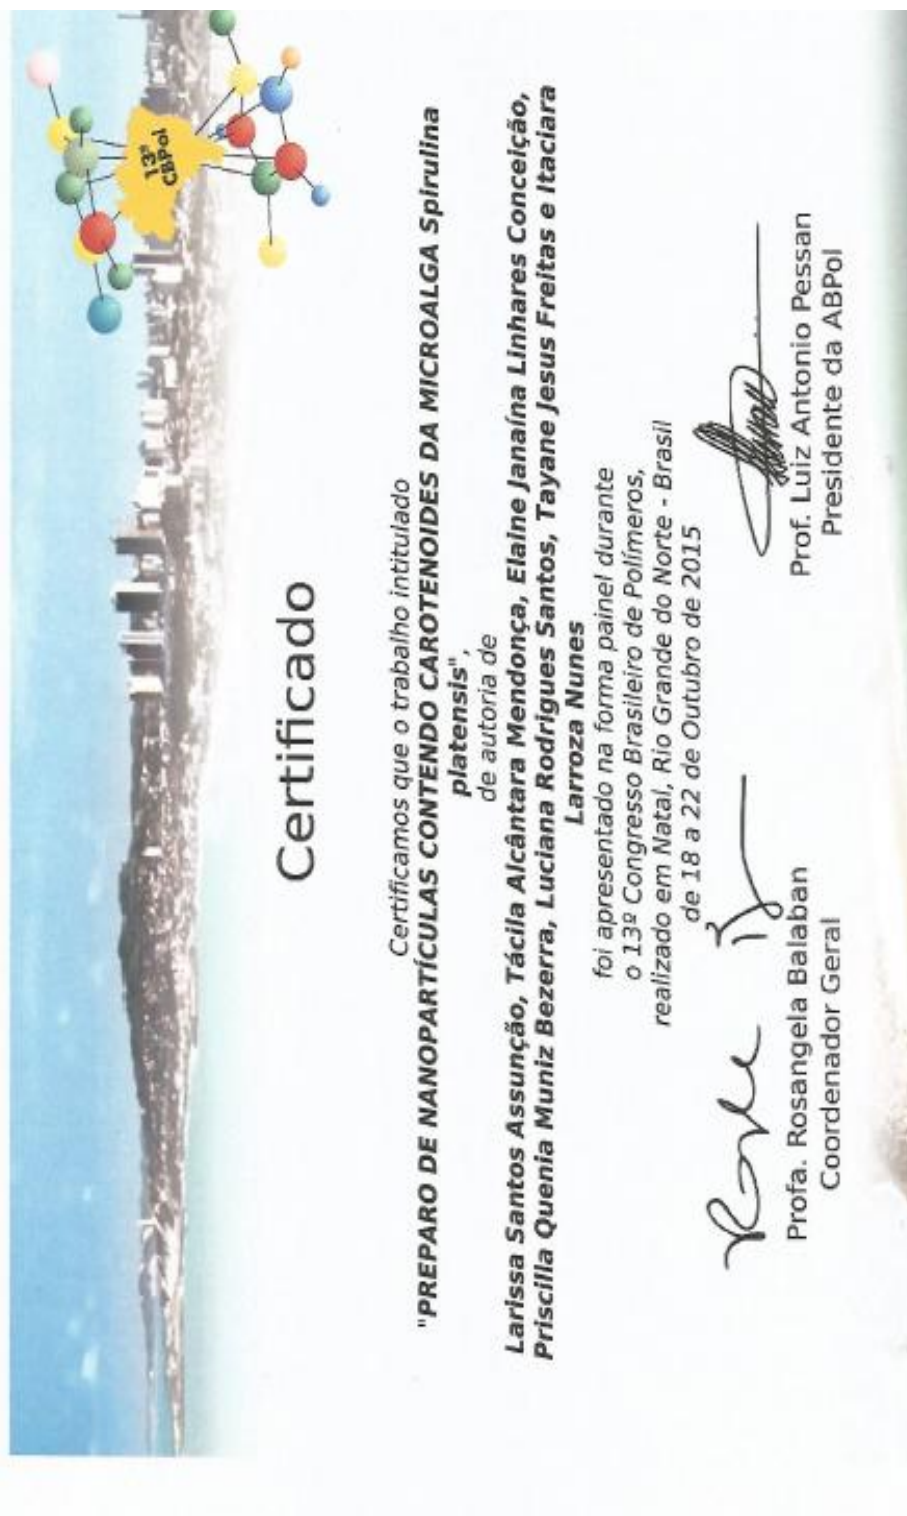 13º
CBPol
Certificado
Certificamos que o trabalho intitulado
"PREPARO DE NANOPARTÍCULAS CONTENDO CAROTENOIDES DA MICROALGA Spirulina
platensis",
de autoria de
Larissa Santos Assunção, Tácila Alcântara Mendonça, Elaine Janaína Linhares Conceição,
Priscilla Quenia Muniz Bezerra, Luciana Rodrigues Santos, Tayane Jesus Freitas e Itaciara
Larroza Nunes
foi apresentado na forma painel durante
o 13º Congresso Brasileiro de Polímeros,
realizado em Natal, Rio Grande do Norte - Brasil
de 18 a 22 de Outubro de 2015
Profa. Rosangela Balaban
Coordenador Geral
Prof. Luiz Antonio Pessan
Presidente da ABPol